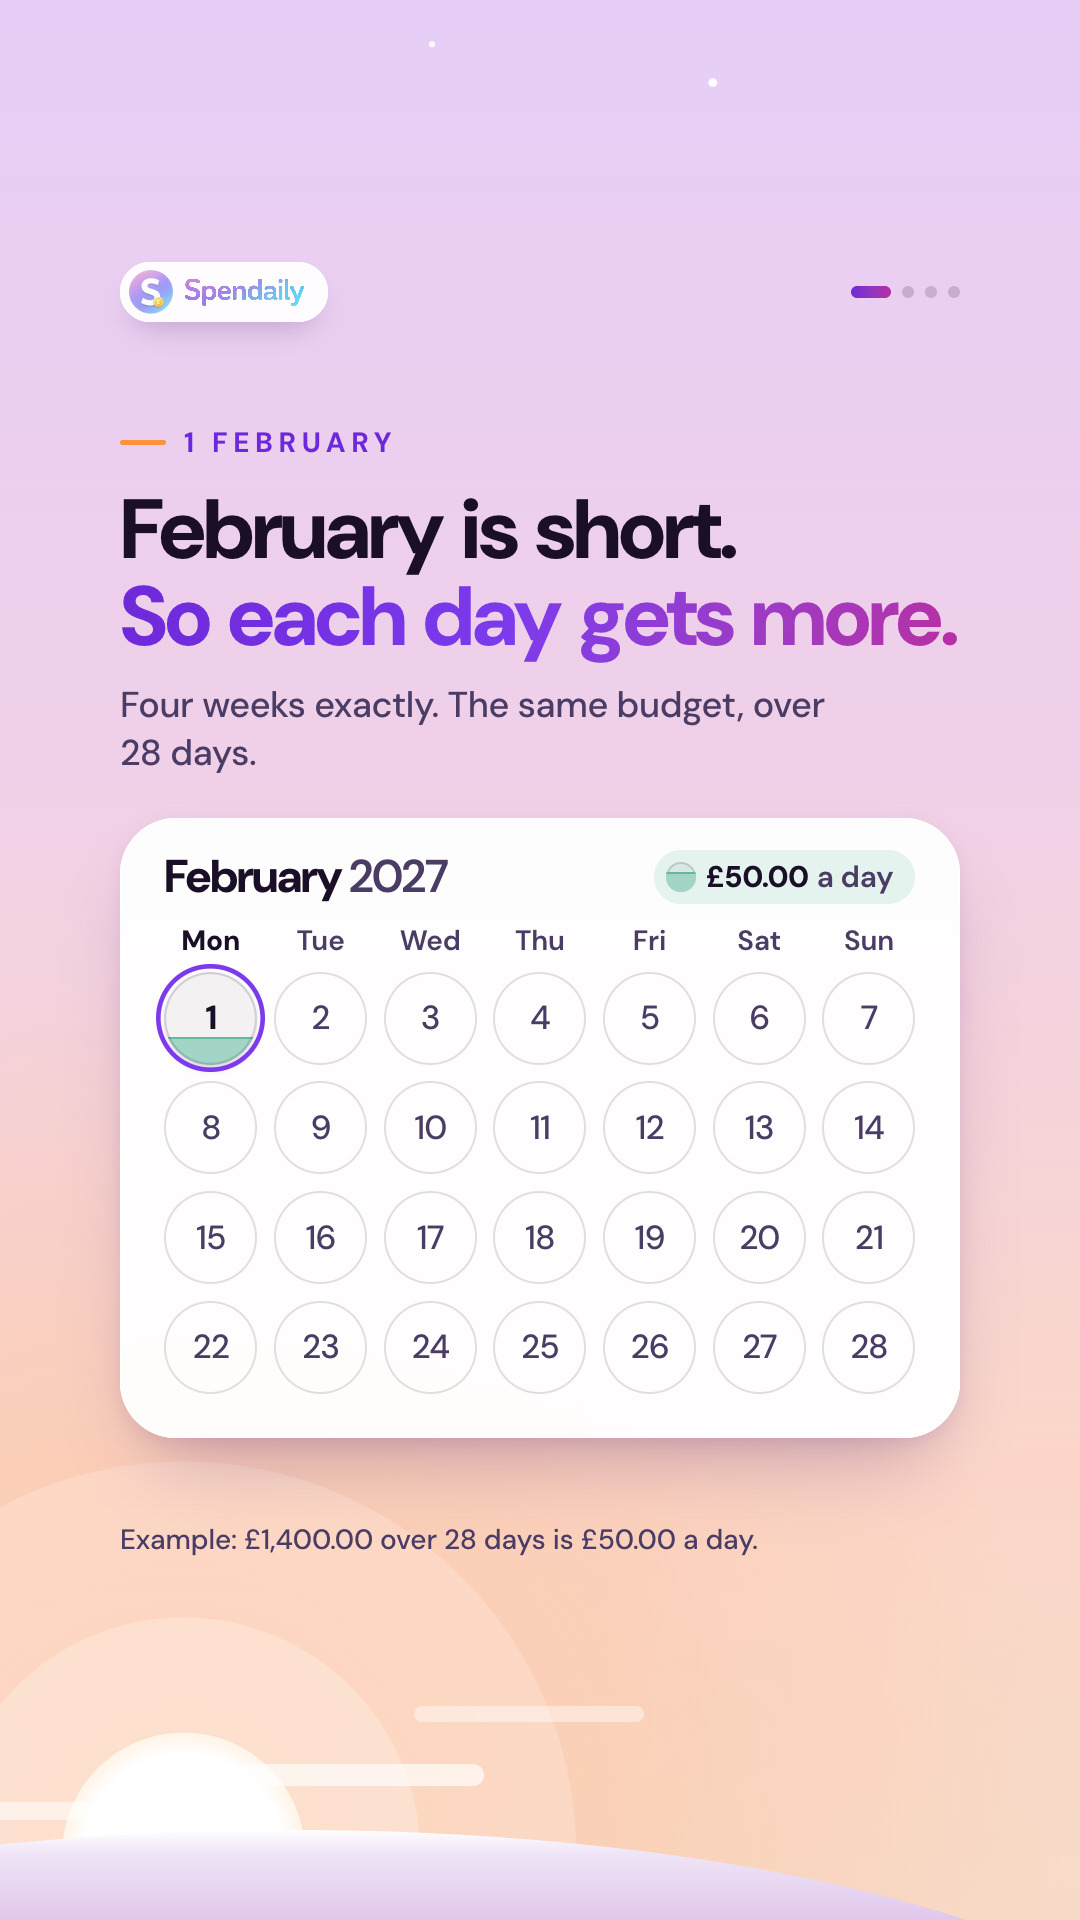 Spendaily
1 FEBRUARY
February is short.
So each day gets more.
Four weeks exactly. The same budget, over
28 days.
February 2027 £50.00 a day
Mon Tue Wed Thu Fri Sat Sun
1 2 3 4 5 6 7
8 9 10 11 12 13 14
15 16 17 18 19 20 21
22 23 24 25 26 27 28
Example: £1,400.00 over 28 days is £50.00 a day.